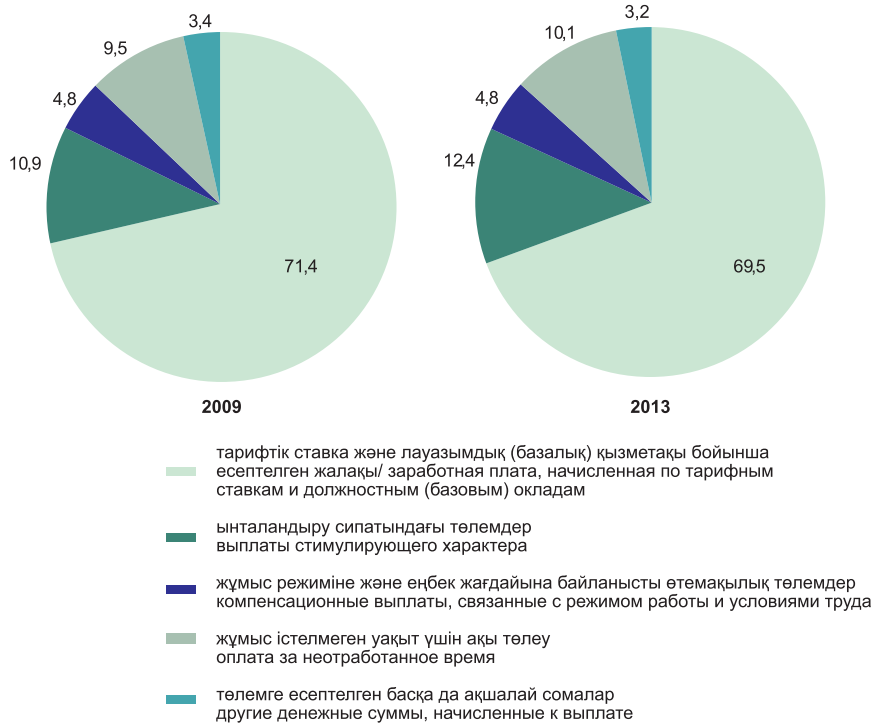 3,4
9,5
4,8
10,9
71,4
2009
3,2
10,1
4,8
12,4
69,5
2013
тарифтік ставка және лауазымдық (базалық) қызметақы бойынша
есептелген жалақы/ заработная плата, начисленная по тарифным
ставкам и должностным (базовым) окладам
ынталандыру сипатындағы төлемдер
выплаты стимулирующего характера
жұмыс режиміне және еңбек жағдайына байланысты өтемақылық төлемдер
компенсационные выплаты, связанные с режимом работы и условиями труда
жұмыс істелмеген уақыт үшін ақы төлеу
оплата за неотработанное время
төлемге есептелген басқа да ақшалай сомалар
другие денежные суммы, начисленные к выплате